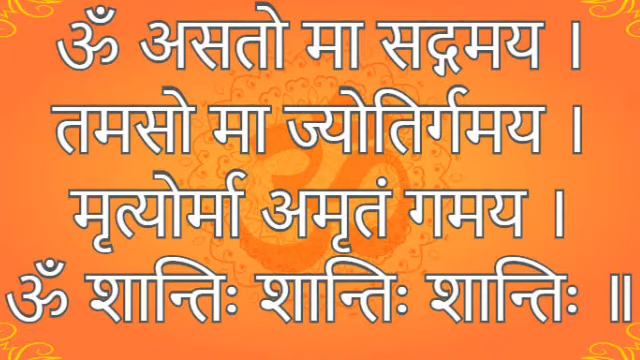 ॐ असतो मा सद्गमय ।
तमसो मा ज्योतिर्गमय ।
मृत्योर्मा अमृतं गमय ।
ॐ शान्तिः शान्तिः शान्तिः ॥